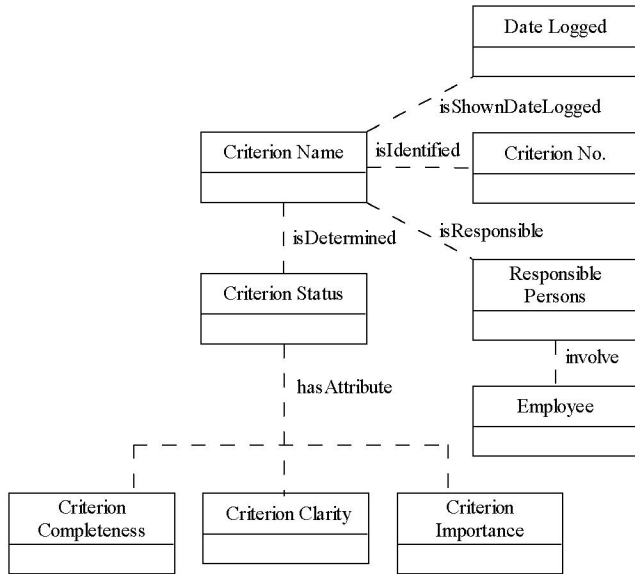 Date Logged
isShownDateLogged
Criterion Name
isIdentified
Criterion No.
isResponsible
isDetermined
Responsible
Persons
Criterion Status
involve
hasAttribute
Employee
Criterion
Completeness
Criterion Clarity
Criterion
Importance